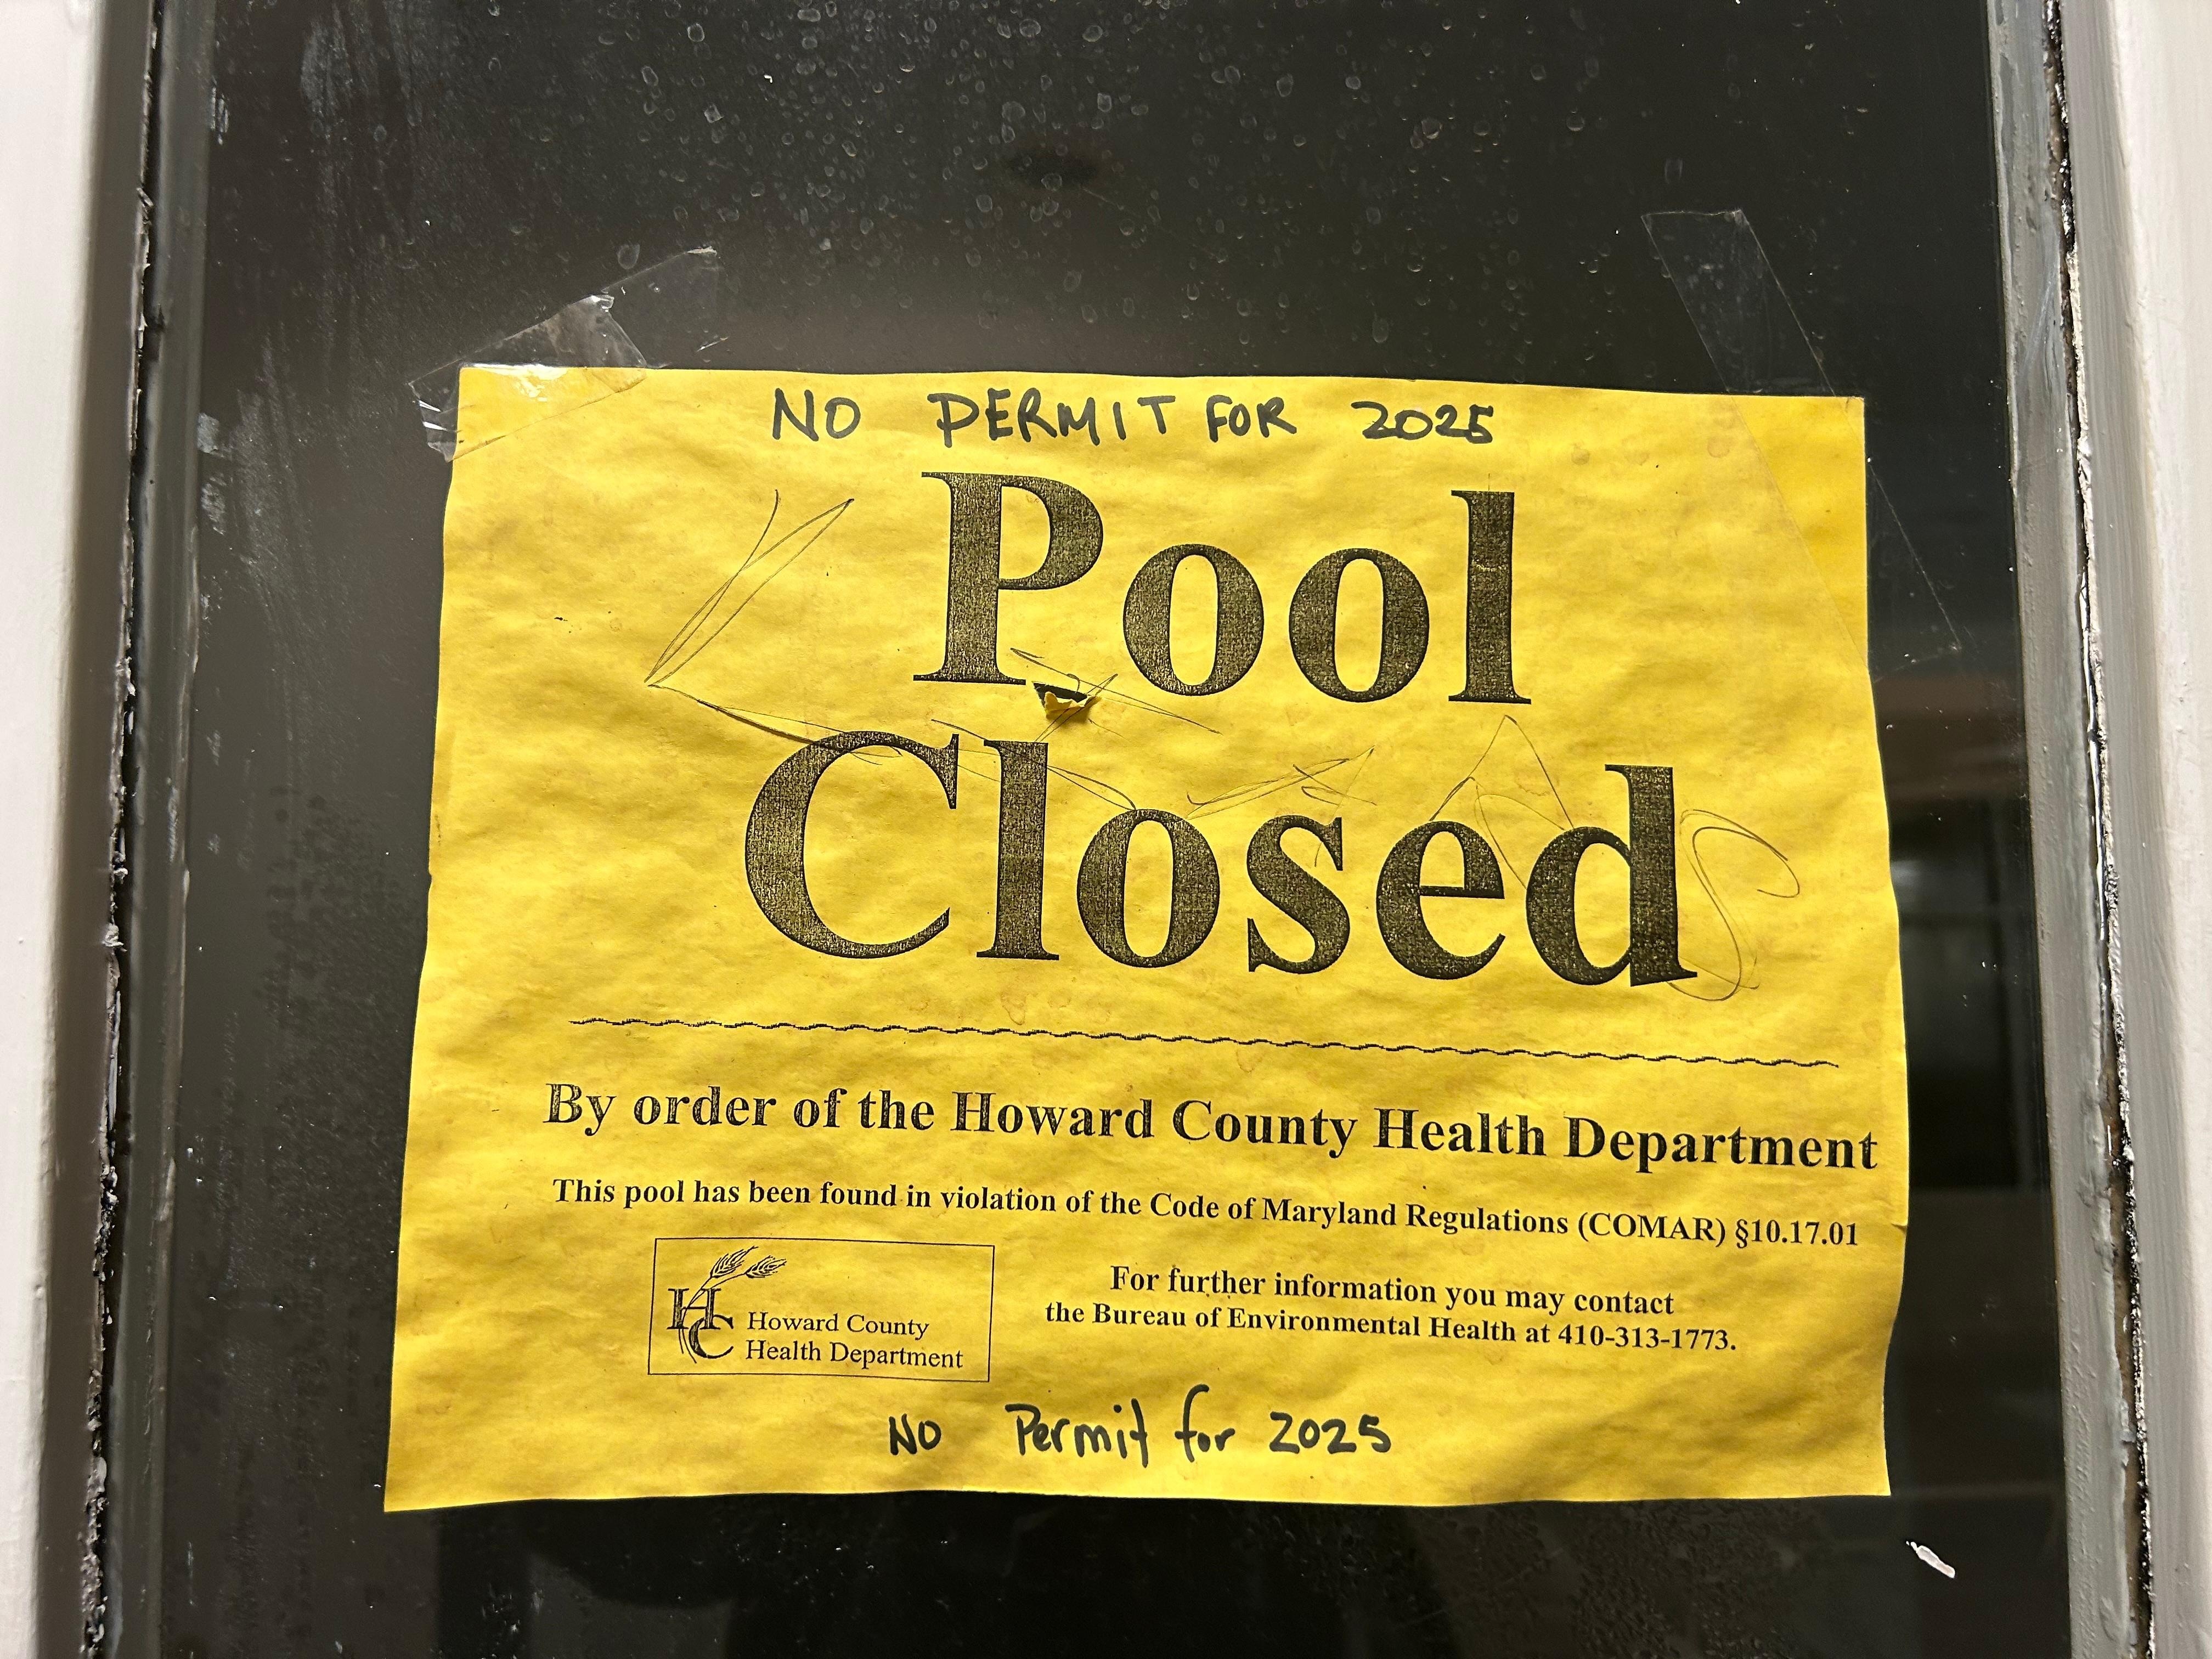 NO PERMIT FOR 2025
Pool
Closed
By order of the Howard County Health Department
This pool has been found in violation of the Code of Maryland Regulations (COMAR) §10.17.01
HC
Howard County
Health Department
For further information you may contact
the Bureau of Environmental Health at 410-313-1773.
NO Permit for 2025